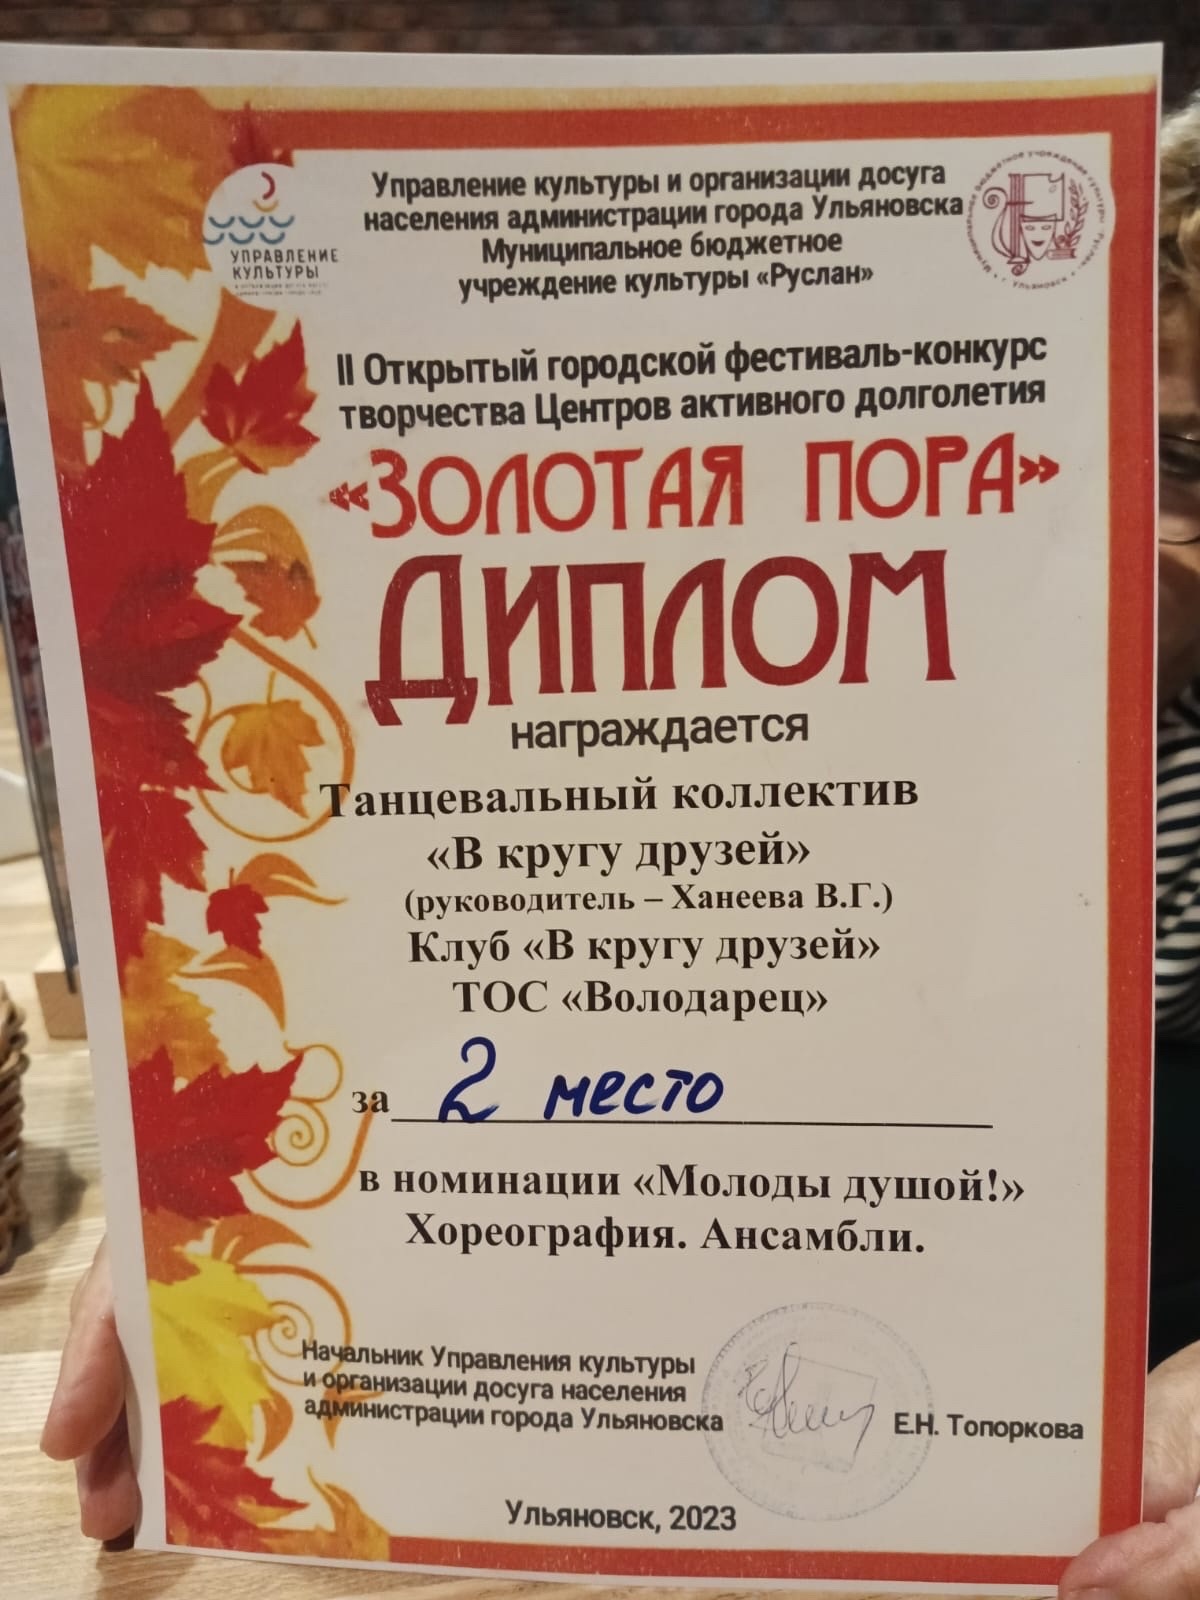 Управление культуры и организации досуга
населения администрации города Ульяновска
Муниципальное бюджетное
учреждение культуры «Руслан»
УПРАВЛЕНИЕ
КУЛЬТУРЫ
II Открытый городской фестиваль-конкурс
творчества Центров активного долголетия
«ЗОЛОТАЯ ПОРА»
ДИПЛОМ
награждается
Танцевальный коллектив
«В кругу друзей»
(руководитель – Ханеева В.Г.)
Клуб «В кругу друзей»
ТОС «Володарец»
за 2 место
в номинации «Молоды душой!»
Хореография. Ансамбли.
Начальник Управления культуры
и организации досуга населения
администрации города Ульяновска
Е.Н. Топоркова
Ульяновск, 2023